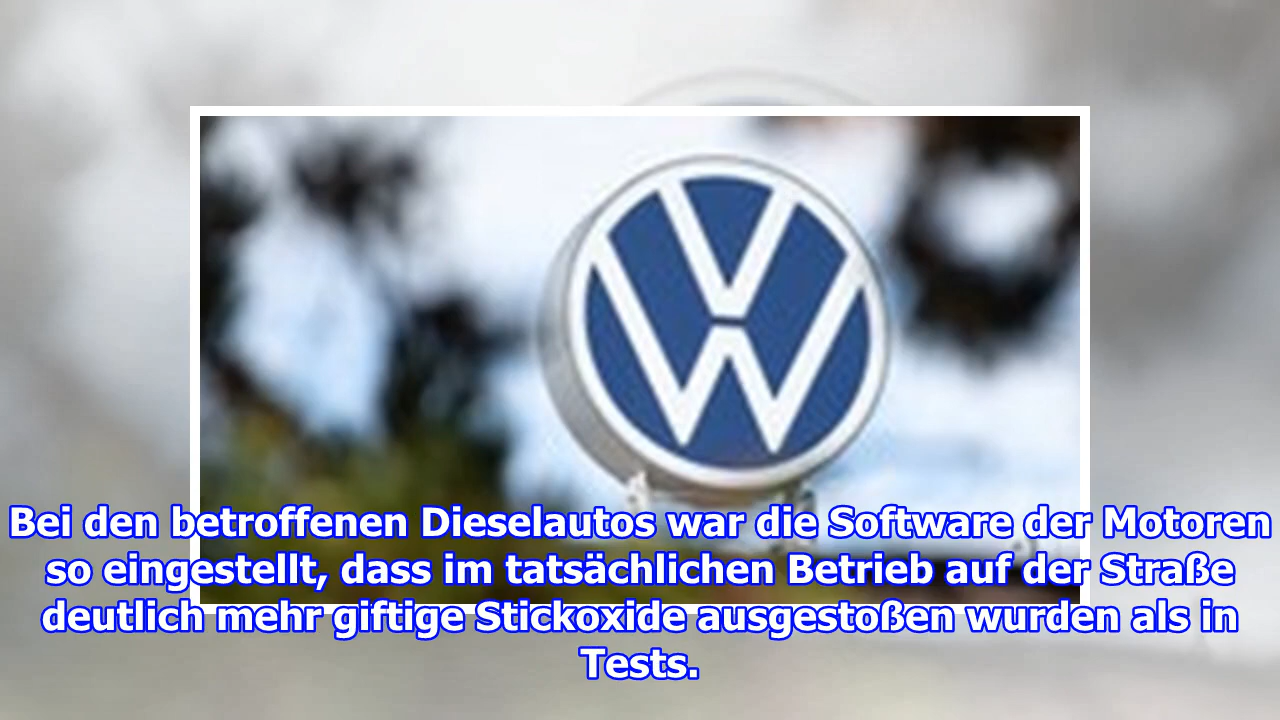 Bei den betroffenen Dieselautos war die Software der Motoren
so eingestellt, dass im tatsächlichen Betrieb auf der Straße
deutlich mehr giftige Stickoxide ausgestoßen wurden als in
Tests.